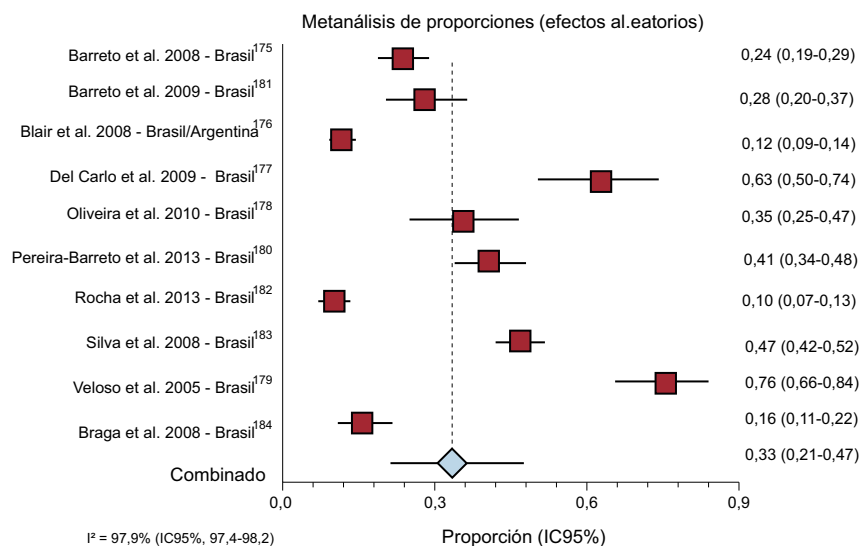 Metanálisis de proporciones (efectos al.eatorios)
Barreto et al. 2008 - Brasil175 0,24 (0,19-0,29)
Barreto et al. 2009 - Brasil181 0,28 (0,20-0,37)
Blair et al. 2008 - Brasil/Argentina176 0,12 (0,09-0,14)
Del Carlo et al. 2009 - Brasil177 0,63 (0,50-0,74)
Oliveira et al. 2010 - Brasil178 0,35 (0,25-0,47)
Pereira-Barreto et al. 2013 - Brasil180 0,41 (0,34-0,48)
Rocha et al. 2013 - Brasil182 0,10 (0,07-0,13)
Silva et al. 2008 - Brasil183 0,47 (0,42-0,52)
Veloso et al. 2005 - Brasil179 0,76 (0,66-0,84)
Braga et al. 2008 - Brasil184 0,16 (0,11-0,22)
Combinado 0,33 (0,21-0,47)
0,0 0,3 0,6 0,9
I² = 97,9% (IC95%, 97,4-98,2) Proporción (IC95%)